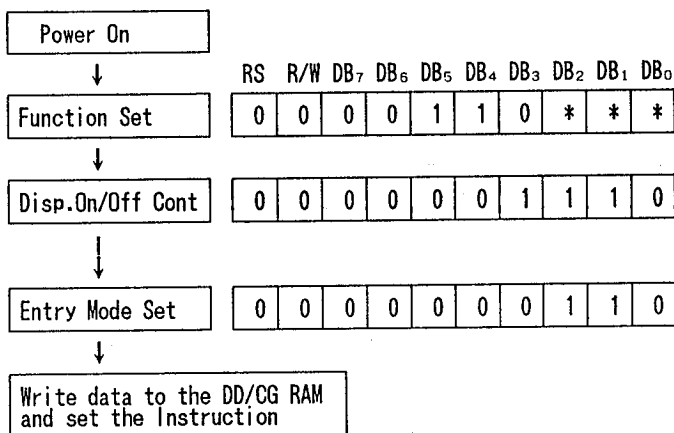 Power On
RS R/W DB₇ DB₆ DB₅ DB₄ DB₃ DB₂ DB₁ DB₀
Function Set 0 0 0 0 1 1 0 * * *
Disp.On/Off Cont 0 0 0 0 0 0 1 1 1 0
Entry Mode Set 0 0 0 0 0 0 0 1 1 0
Write data to the DD/CG RAM
and set the Instruction